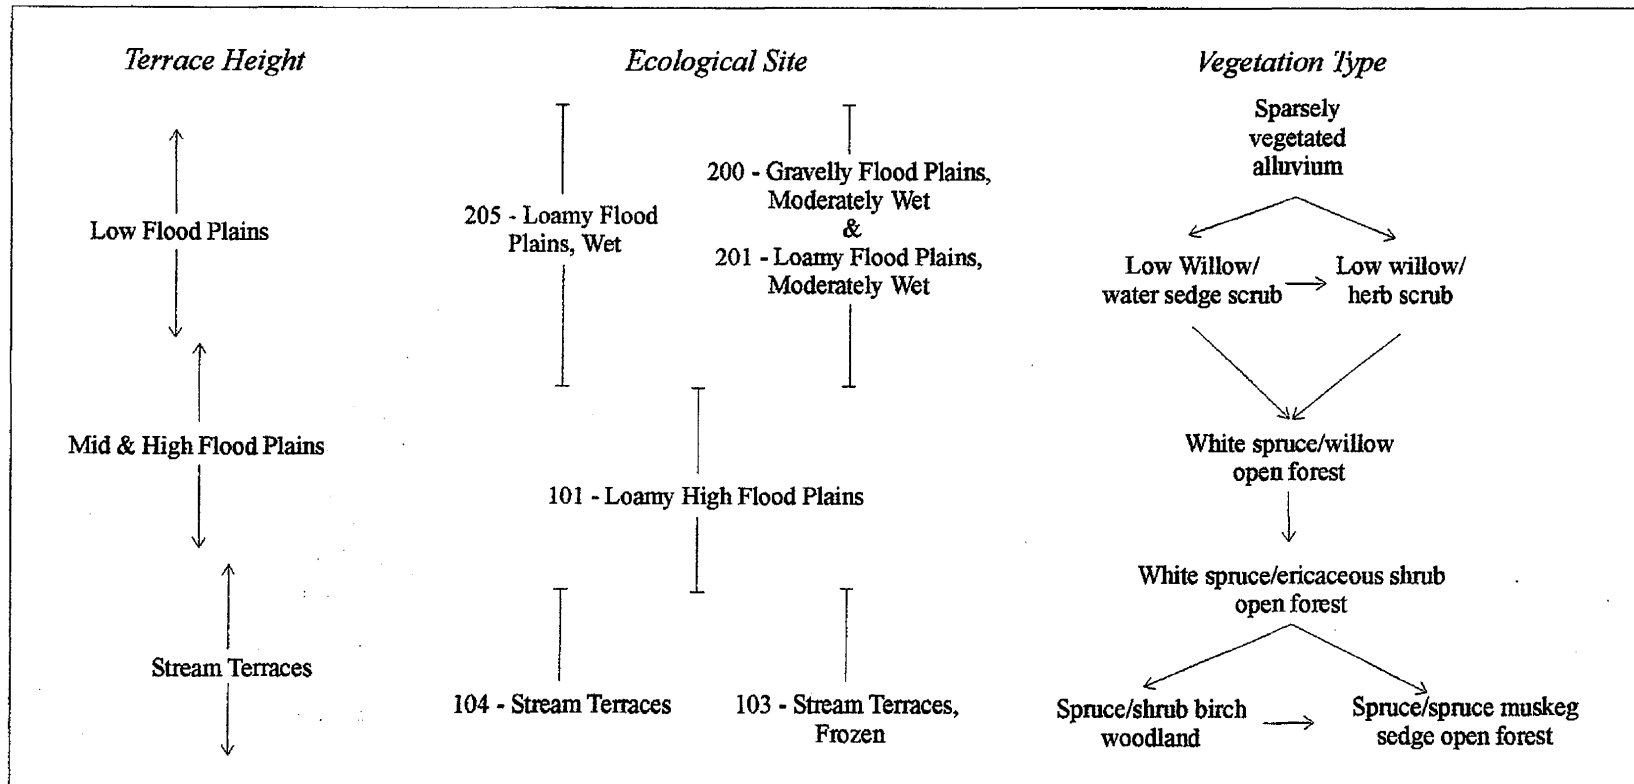 Terrace Height
Ecological Site
Vegetation Type
Low Flood Plains
Mid & High Flood Plains
Stream Terraces
205 - Loamy Flood
Plains, Wet
200 - Gravelly Flood Plains,
Moderately Wet
&
201 - Loamy Flood Plains,
Moderately Wet
101 - Loamy High Flood Plains
104 - Stream Terraces
103 - Stream Terraces,
Frozen
Sparsely
vegetated
alluvium
Low Willow/
water sedge scrub
Low willow/
herb scrub
White spruce/willow
open forest
White spruce/ericaceous shrub
open forest
Spruce/shrub birch
woodland
Spruce/spruce muskeg
sedge open forest